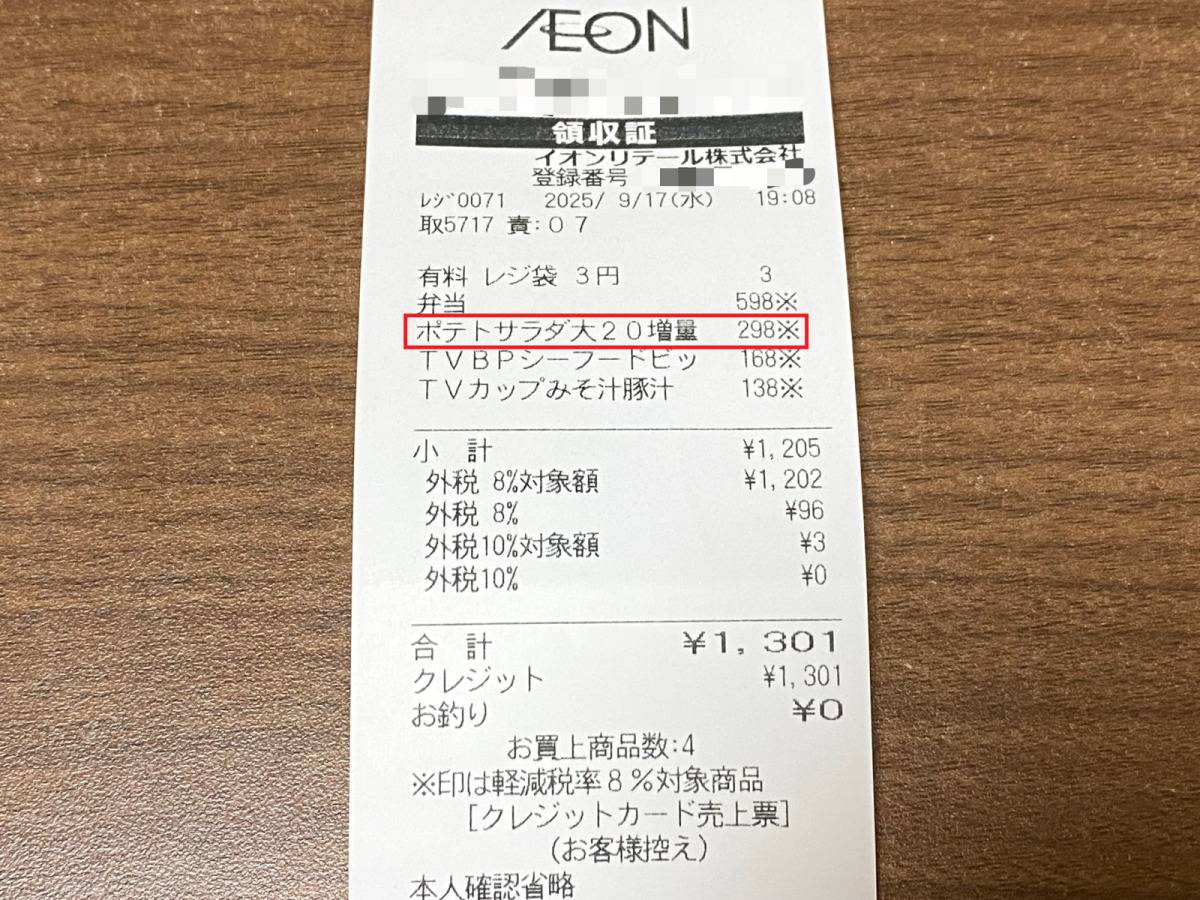 ÆON
領収証
イオンリテール株式会社
登録番号
ﾚｼﾞ0071 2025/ 9/17(水) 19:08
取5717 責:０７
有料 レジ袋 ３円 3
弁当 598※
ポテトサラダ大２０増量 298※
ＴＶＢＰシーフードビッ 168※
ＴＶカップみそ汁豚汁 138※
小 計 ¥1,205
外税 8%対象額 ¥1,202
外税 8% ¥96
外税10%対象額 ¥3
外税10% ¥0
合 計 ¥1,301
クレジット ¥1,301
お釣り ¥0
お買上商品数:4
※印は軽減税率８％対象商品
[クレジットカード売上票]
(お客様控え)
本人確認省略